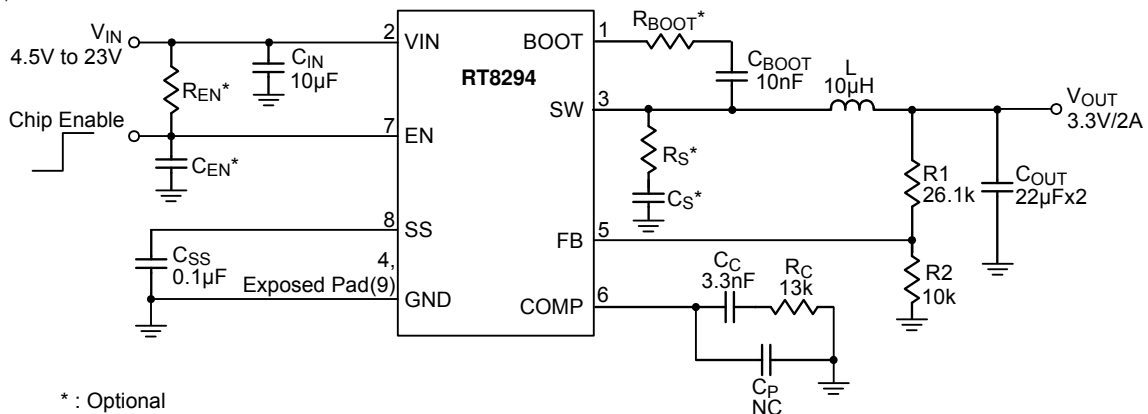 VIN
4.5V to 23V
REN*
CIN
10µF
Chip Enable
CEN*
CSS
0.1µF
4,
Exposed Pad(9)
2
VIN
7
EN
8
SS
GND
RT8294
BOOT
1
SW
3
FB
5
COMP
6
RBOOT*
CBOOT
10nF
L
10µH
RS*
CS*
VOUT
3.3V/2A
R1
26.1k
COUT
22µFx2
R2
10k
CC
3.3nF
RC
13k
CP
NC
* : Optional